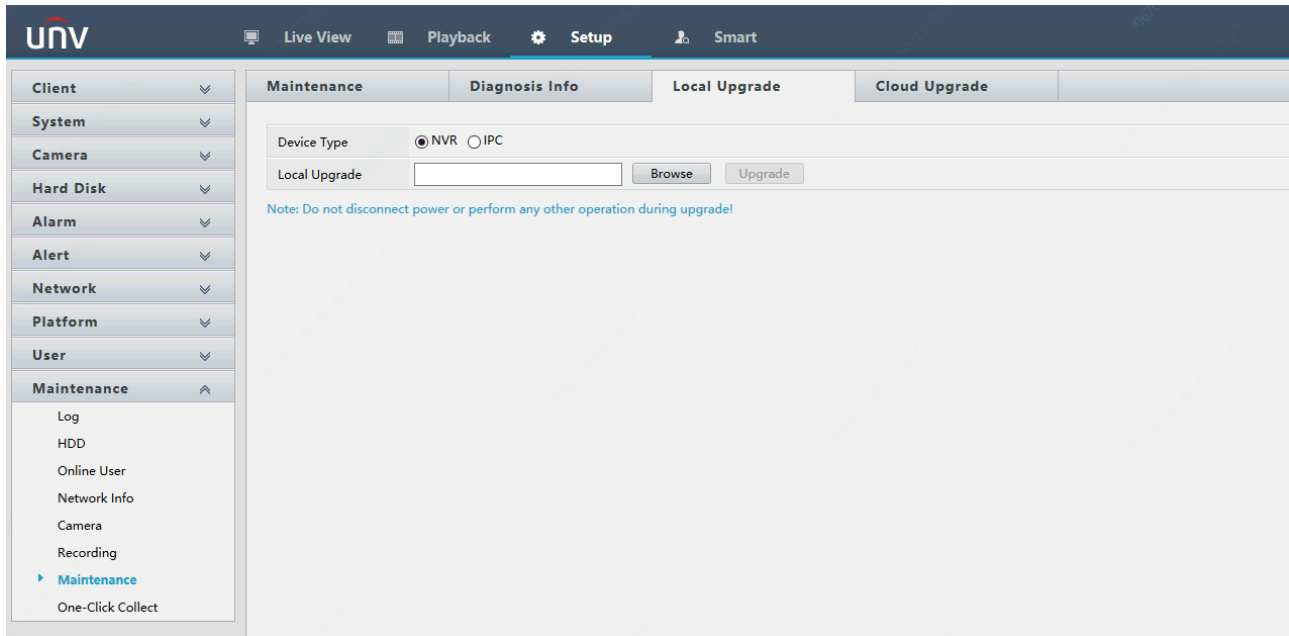 unv
Live View Playback Setup Smart
Client
System
Camera
Hard Disk
Alarm
Alert
Network
Platform
User
Maintenance
Log
HDD
Online User
Network Info
Camera
Recording
Maintenance
One-Click Collect
Maintenance Diagnosis Info Local Upgrade Cloud Upgrade
Device Type NVR IPC
Local Upgrade Browse Upgrade
Note: Do not disconnect power or perform any other operation during upgrade!